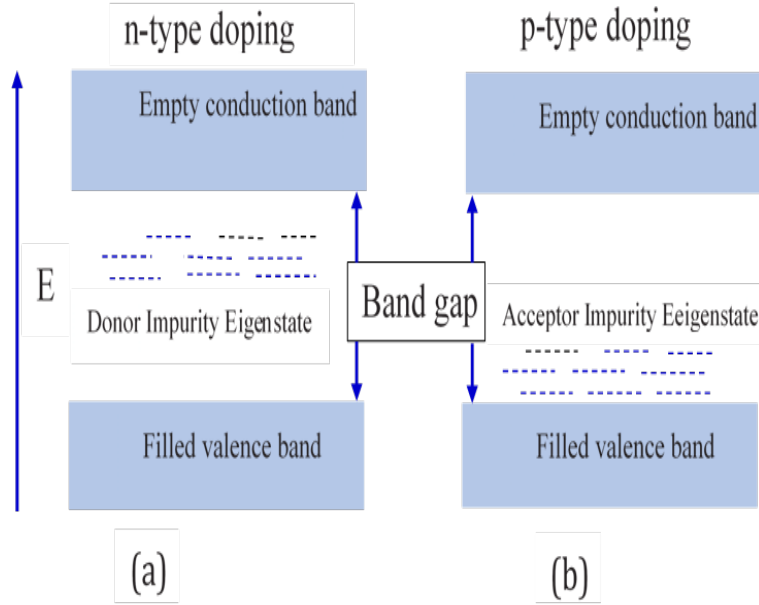 n-type doping
p-type doping
Empty conduction band
Empty conduction band
E
Band gap
Donor Impurity Eigenstate
Acceptor Impurity Eeigenstate
Filled valence band
Filled valence band
(a)
(b)